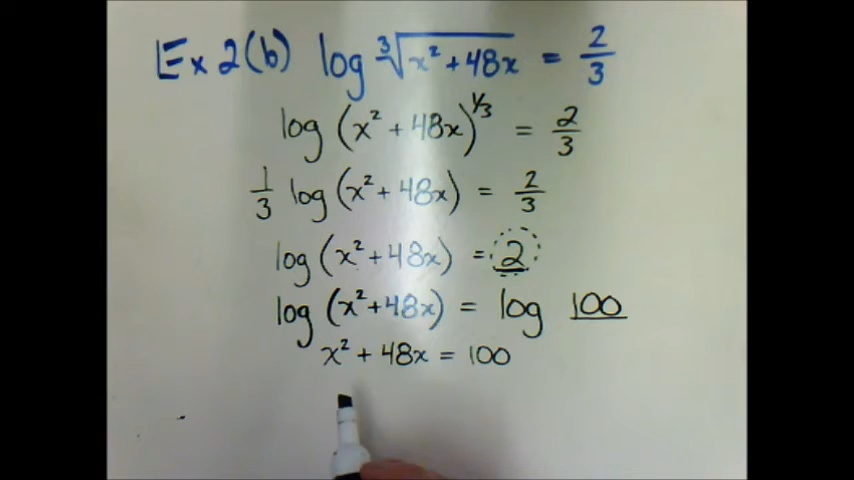 Ex 2(b) log ∛(x² + 48x) = 2/3
log (x² + 48x)^1/3 = 2/3
1/3 log (x² + 48x) = 2/3
log (x² + 48x) = 2
log (x² + 48x) = log 100
x² + 48x = 100